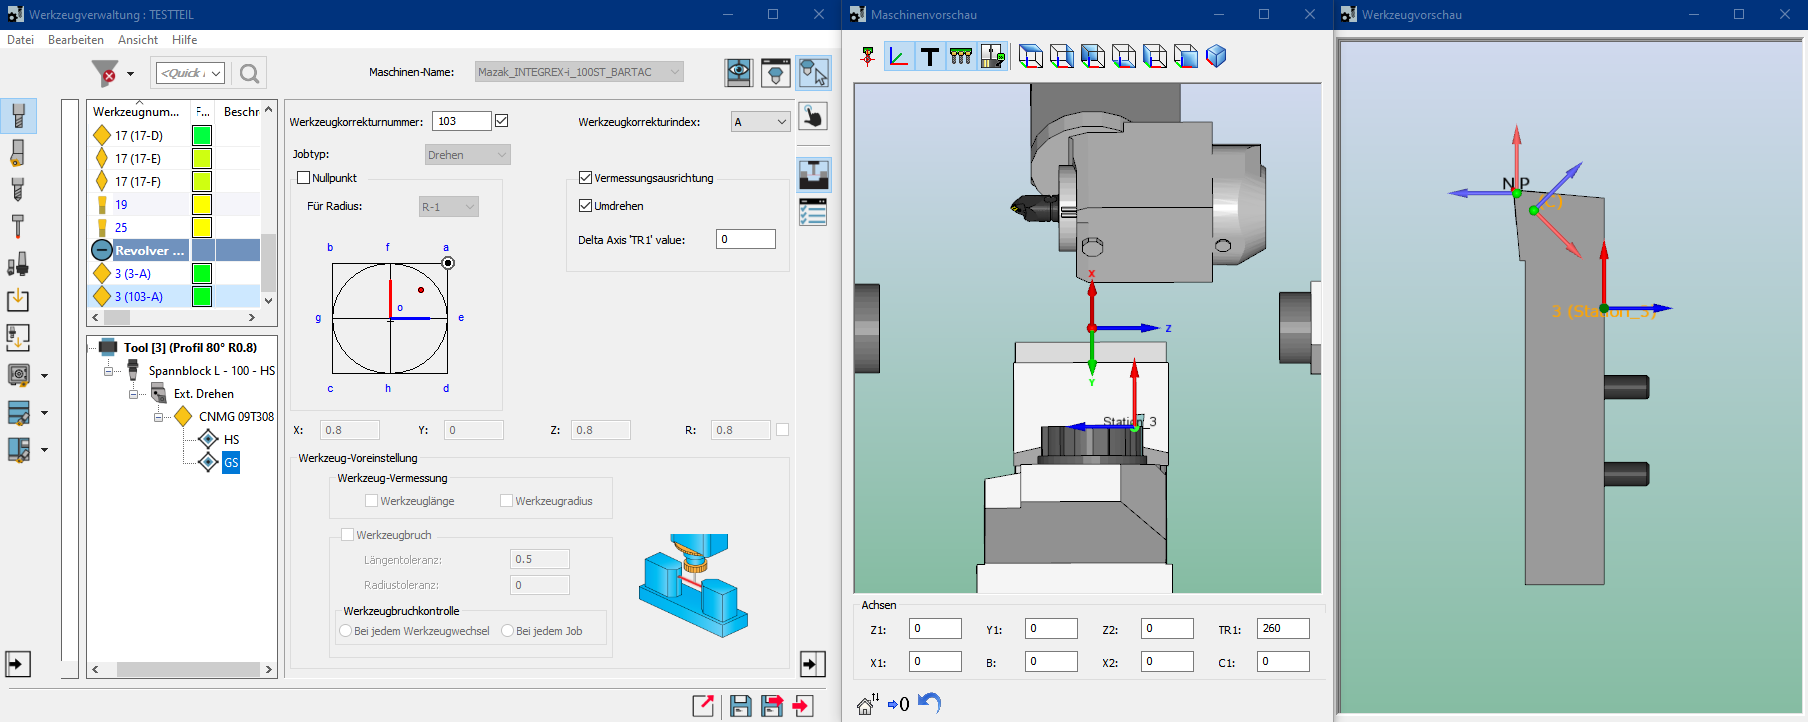 Werkzeugverwaltung : TESTTEIL
Datei Bearbeiten Ansicht Hilfe
Maschinen-Name: Mazak_INTEGREX-i_100ST_BARTAC
Werkzeugnum... F... Beschr
17 (17-D)
17 (17-E)
17 (17-F)
19
25
Revolver ...
3 (3-A)
3 (103-A)
Tool [3] (Profil 80° R0.8)
Spannblock L - 100 - HS
Ext. Drehen
CNMG 09T308
HS
GS
Werkzeugkorrekturnummer: 103
Werkzeugkorrekturindex: A
Jobtyp: Drehen
Nullpunkt
Für Radius: R-1
Vermessungsausrichtung
Umdrehen
Delta Axis 'TR1' value: 0
b f a
g o e
c h d
X: 0.8 Y: 0 Z: 0.8 R: 0.8
Werkzeug-Voreinstellung
Werkzeug-Vermessung
Werkzeuglänge Werkzeugradius
Werkzeugbruch
Längentoleranz: 0.5
Radiustoleranz: 0
Werkzeugbruchkontrolle
Bei jedem Werkzeugwechsel Bei jedem Job
Maschinenvorschau
X
Z
Y
Station_3
Achsen
Z1: 0 Y1: 0 Z2: 0 TR1: 260
X1: 0 B: 0 X2: 0 C1: 0
→0
Werkzeugvorschau
3 (Station_3)